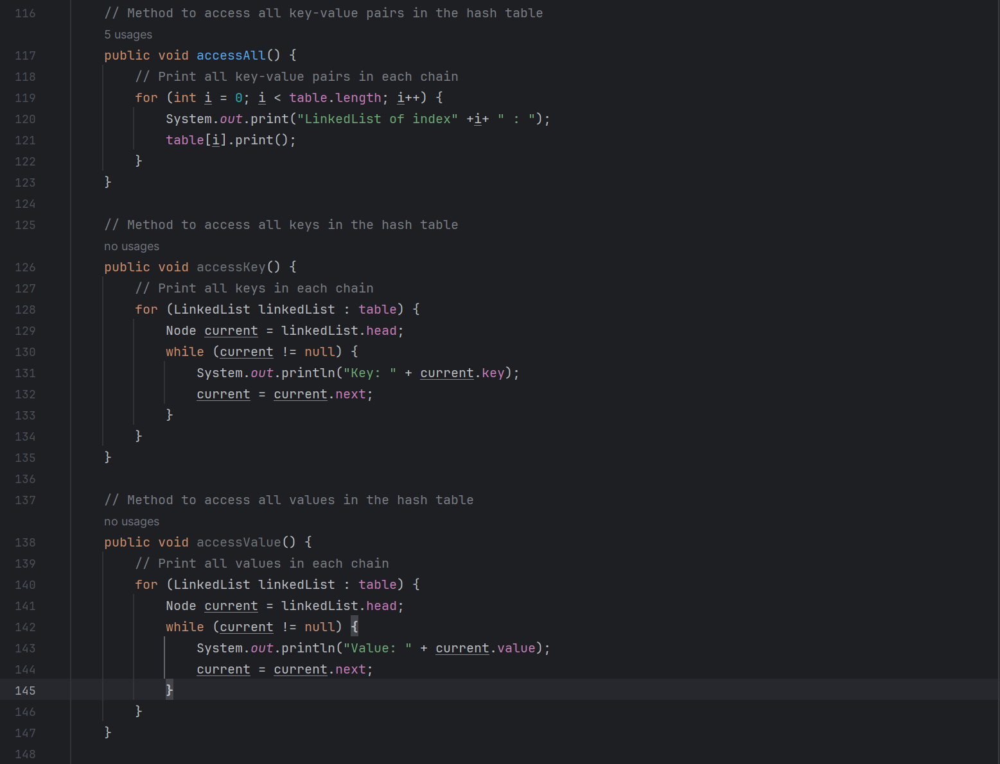 116 // Method to access all key-value pairs in the hash table
5 usages
117 public void accessAll() {
118 // Print all key-value pairs in each chain
119 for (int i = 0; i < table.length; i++) {
120 System.out.print("LinkedList of index" +i+ " : ");
121 table[i].print();
122 }
123 }
124
125 // Method to access all keys in the hash table
no usages
126 public void accessKey() {
127 // Print all keys in each chain
128 for (LinkedList linkedList : table) {
129 Node current = linkedList.head;
130 while (current != null) {
131 System.out.println("Key: " + current.key);
132 current = current.next;
133 }
134 }
135 }
136
137 // Method to access all values in the hash table
no usages
138 public void accessValue() {
139 // Print all values in each chain
140 for (LinkedList linkedList : table) {
141 Node current = linkedList.head;
142 while (current != null) {
143 System.out.println("Value: " + current.value);
144 current = current.next;
145 }
146 }
147 }
148